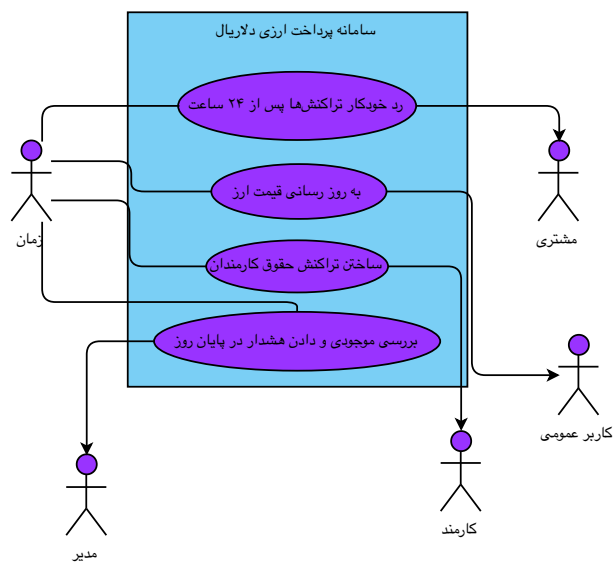 سامانه پرداخت ارزی دلاریال
رد خودکار تراکنش‌ها پس از ۲۴ ساعت
به روز رسانی قیمت ارز
زمان
مشتری
ساختن تراکنش حقوق کارمندان
بررسی موجودی و دادن هشدار در پایان روز
کاربر عمومی
کارمند
مدیر